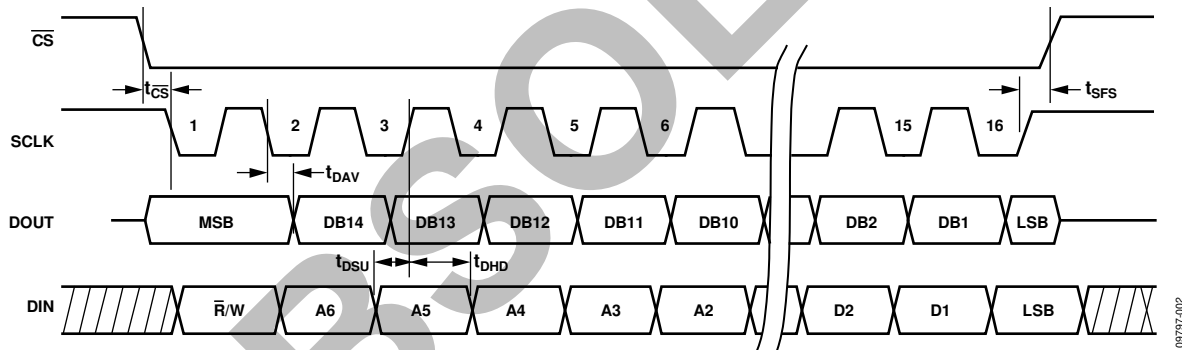 CS
tCS
tSFS
SCLK
1 2 3 4 5 6 15 16
tDAV
DOUT
MSB DB14 DB13 DB12 DB11 DB10 DB2 DB1 LSB
tDSU tDHD
DIN
R/W A6 A5 A4 A3 A2 D2 D1 LSB
09797-002
BSOL